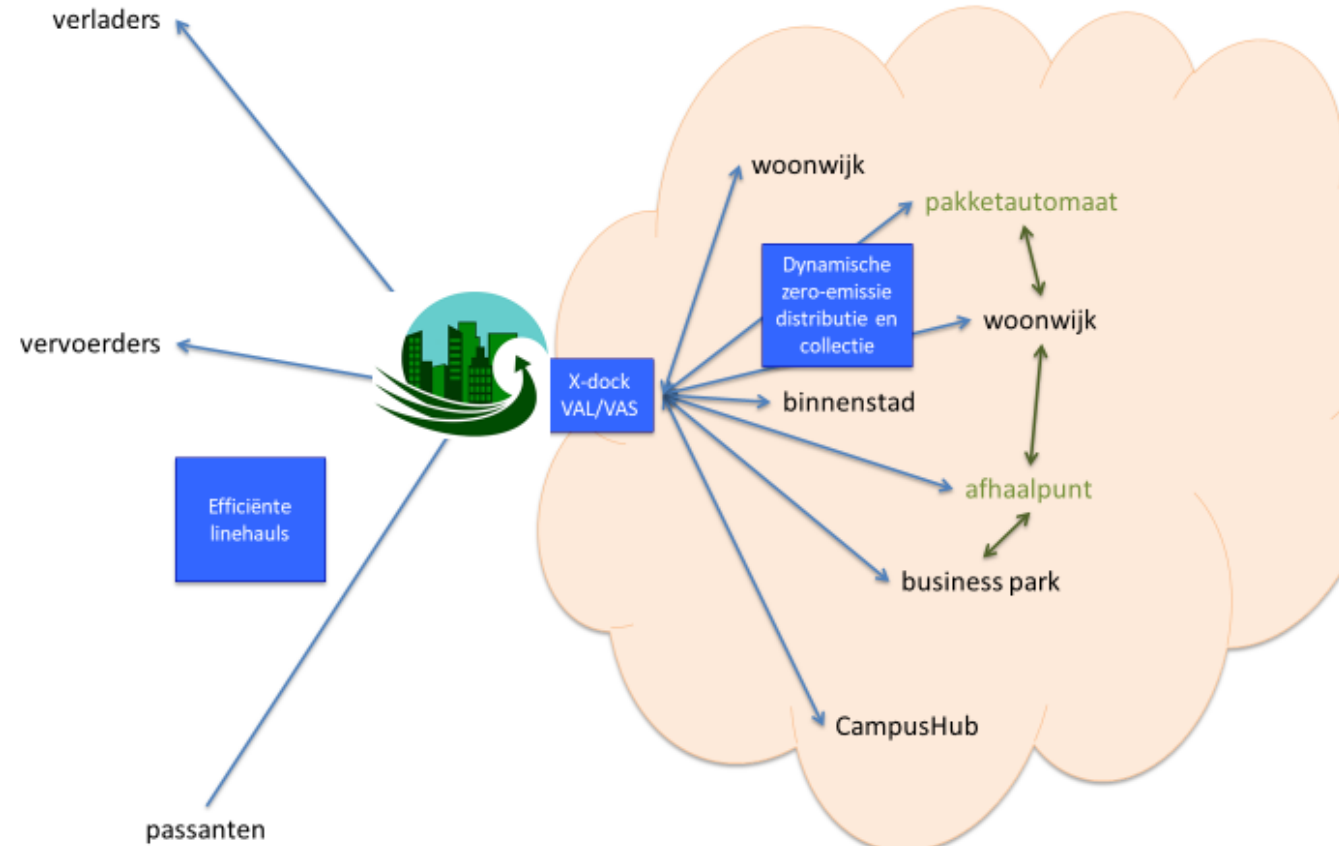 verladers
vervoerders
Efficiënte
linehauls
passanten
X-dock
VAL/VAS
woonwijk
pakketautomaat
Dynamische
zero-emissie
distributie en
collectie
woonwijk
binnenstad
afhaalpunt
business park
CampusHub